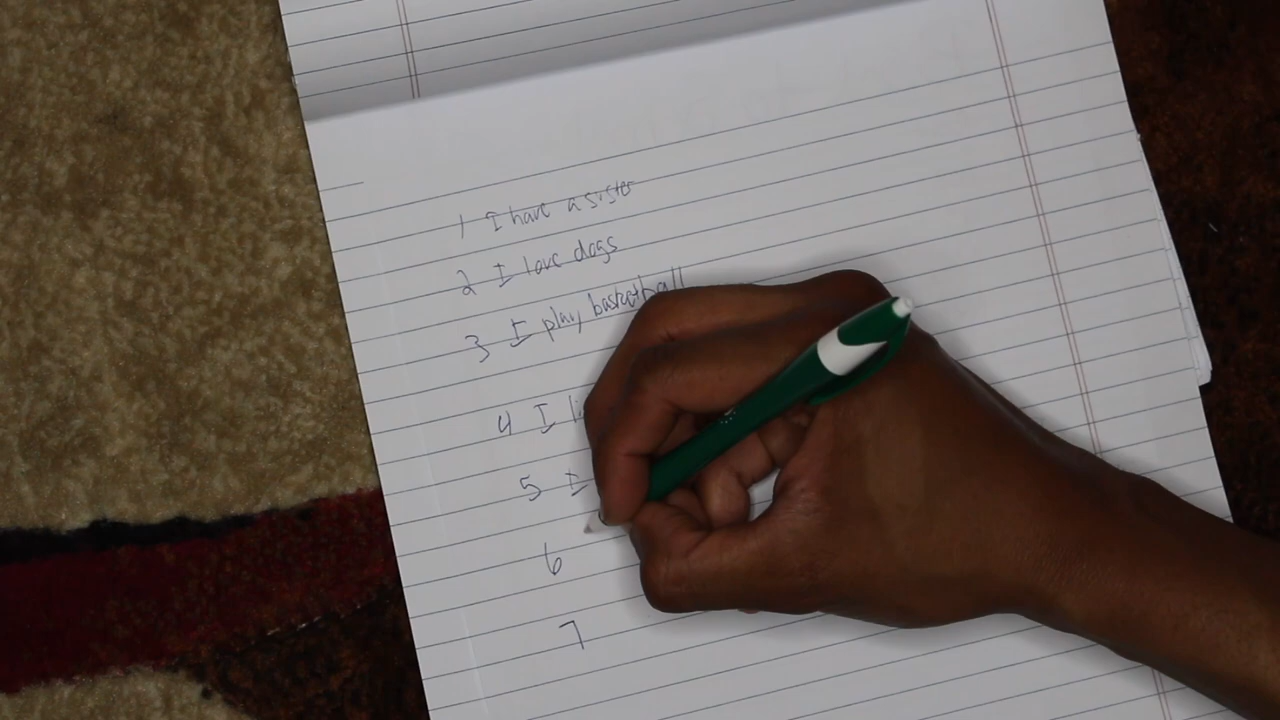 1 I have a sister
2 I love dogs
3 I play basketball
4 I
5 I
6
7